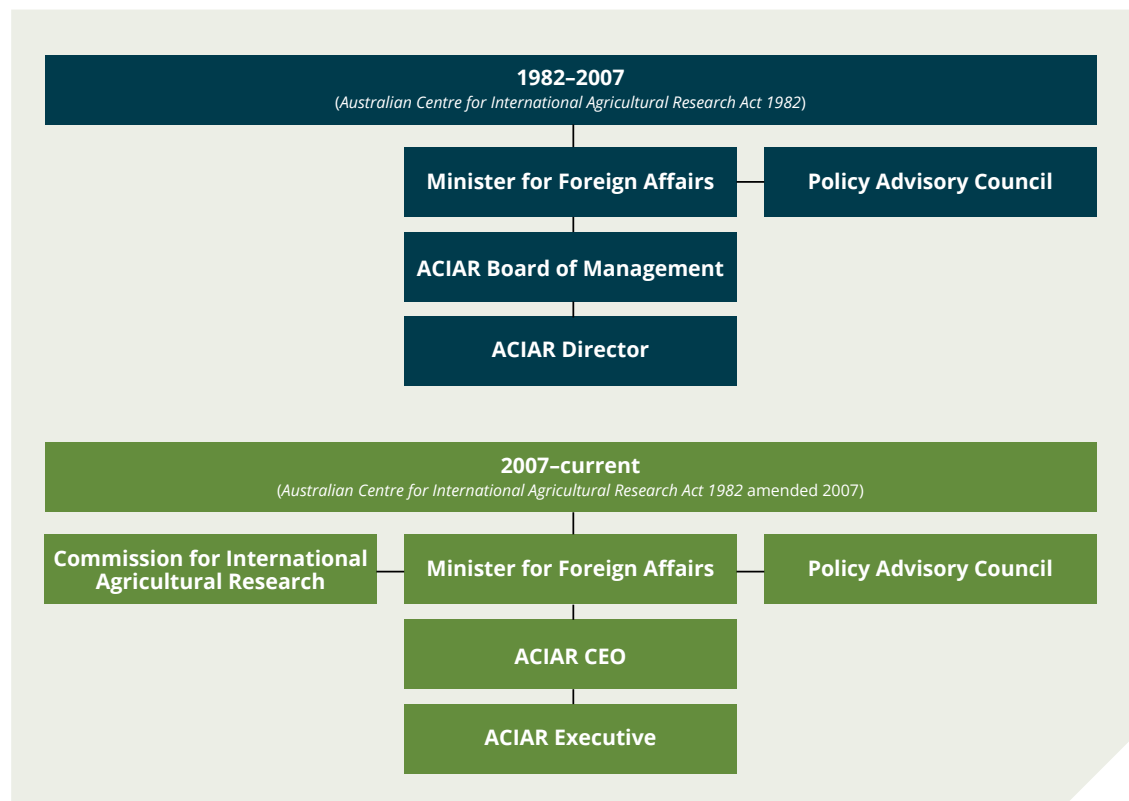 1982–2007
(Australian Centre for International Agricultural Research Act 1982)
Minister for Foreign Affairs
Policy Advisory Council
ACIAR Board of Management
ACIAR Director
2007–current
(Australian Centre for International Agricultural Research Act 1982 amended 2007)
Commission for International
Agricultural Research
Minister for Foreign Affairs
Policy Advisory Council
ACIAR CEO
ACIAR Executive